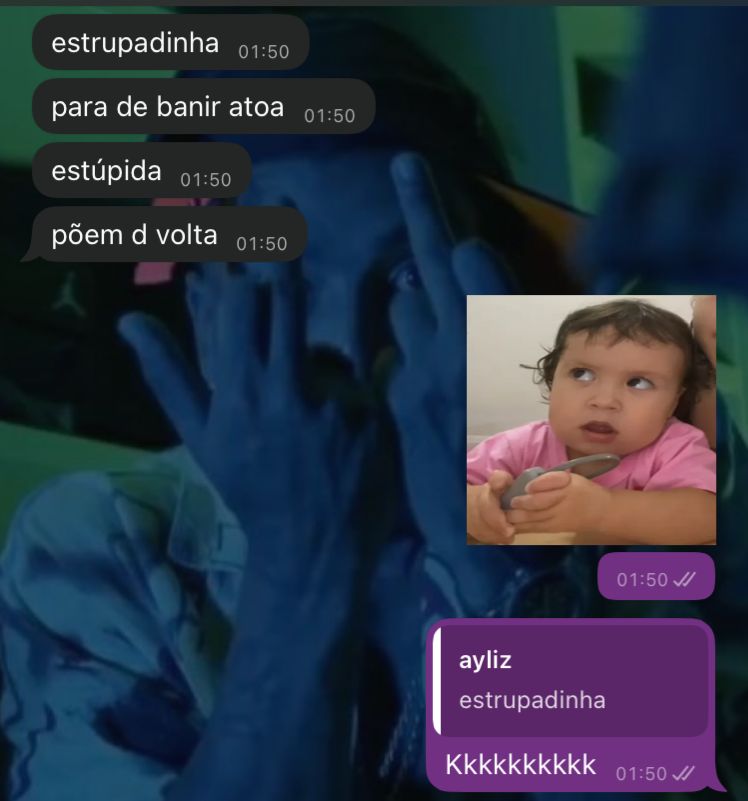 estrupadinha 01:50
para de banir atoa 01:50
estúpida 01:50
põem d volta 01:50
01:50
ayliz
estrupadinha
Kkkkkkkkkk 01:50